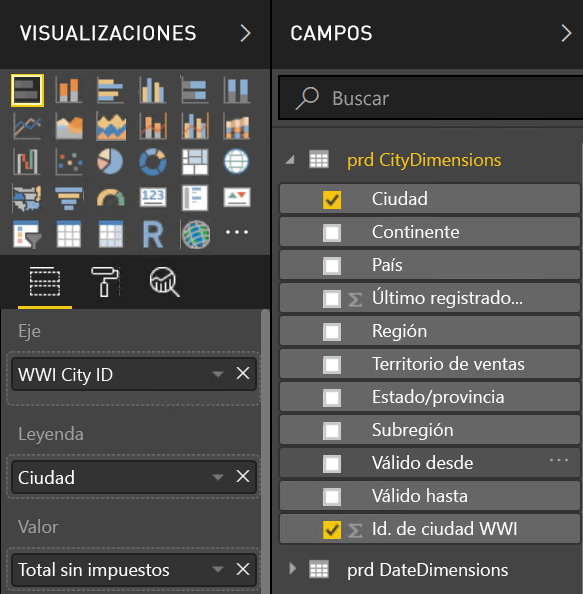 VISUALIZACIONES
123
R
Eje
WWI City ID
Leyenda
Ciudad
Valor
Total sin impuestos
CAMPOS
Buscar
prd CityDimensions
Ciudad
Continente
País
Último registrado...
Región
Territorio de ventas
Estado/provincia
Subregión
Válido desde
Válido hasta
Id. de ciudad WWI
prd DateDimensions